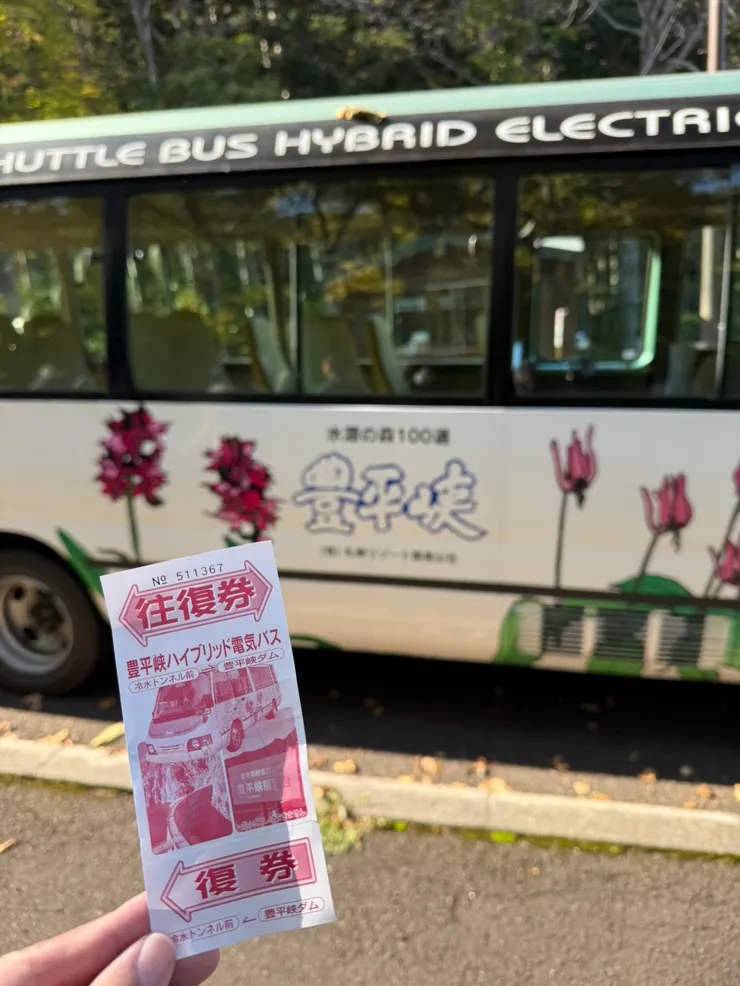 HUTTLE BUS HYBRID ELECTRI
水源の森100選
豊平峡
No 511367
往復券
豊平峡ハイブリッド電気バス
冷水トンネル前 豊平峡ダム
豊平峡
復券
冷水トンネル前 ← 豊平峡ダム